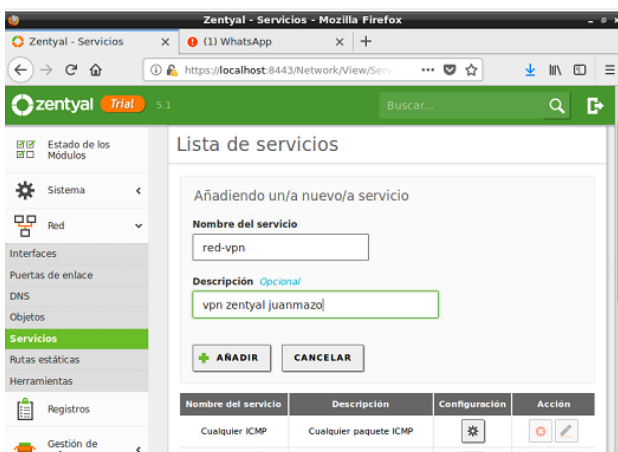 Zentyal - Servicios - Mozilla Firefox
Zentyal - Servicios
(1) WhatsApp
https://localhost:8443/Network/View/Serv
zentyal Trial 5.1
Buscar...
Estado de los
Módulos
Sistema
Red
Interfaces
Puertas de enlace
DNS
Objetos
Servicios
Rutas estáticas
Herramientas
Registros
Gestión de
Lista de servicios
Añadiendo un/a nuevo/a servicio
Nombre del servicio
red-vpn
Descripción Opcional
vpn zentyal juanmazo
AÑADIR CANCELAR
Nombre del servicio Descripción Configuración Acción
Cualquier ICMP Cualquier paquete ICMP